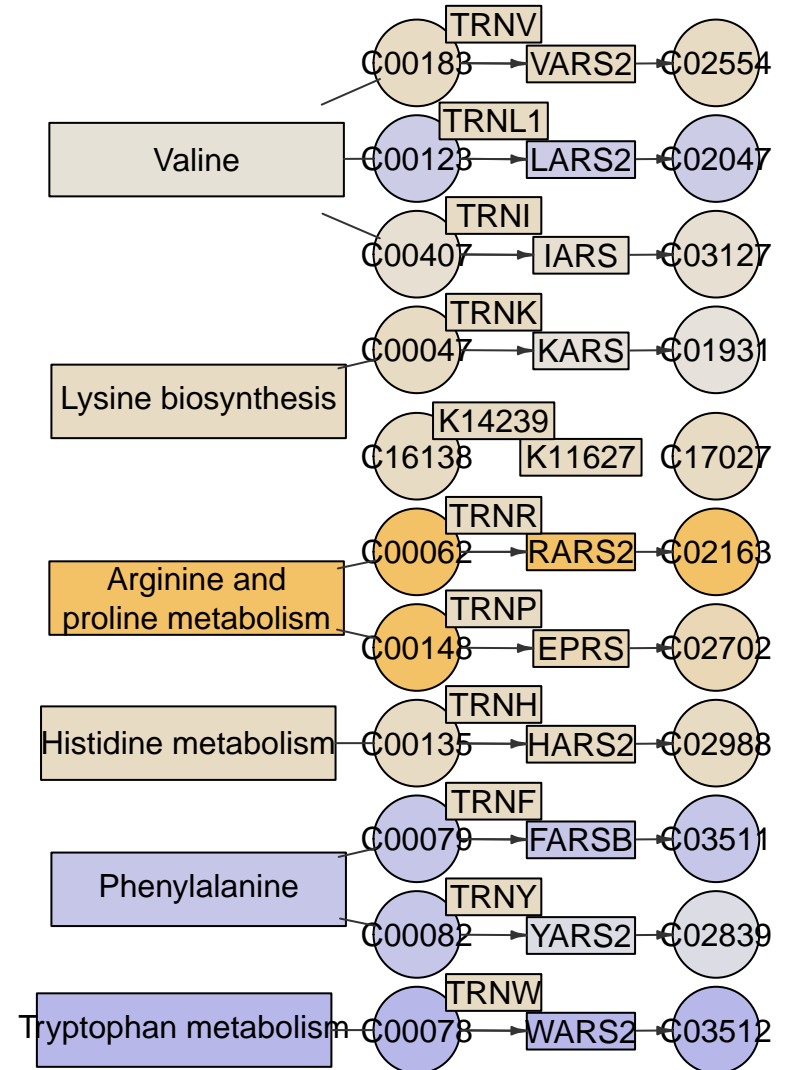 TRNV
C00183
VARS2
C02554
TRNL1
Valine
C00123
LARS2
C02047
TRNI
C00407
IARS
C03127
TRNK
C00047
KARS
C01931
Lysine biosynthesis
K14239
C16138
K11627
C17027
TRNR
C00062
RARS2
C02163
Arginine and
proline metabolism
TRNP
C00148
EPRS
C02702
TRNH
Histidine metabolism
C00135
HARS2
C02988
TRNF
C00079
FARSB
C03511
Phenylalanine
TRNY
C00082
YARS2
C02839
TRNW
Tryptophan metabolism
C00078
WARS2
C03512